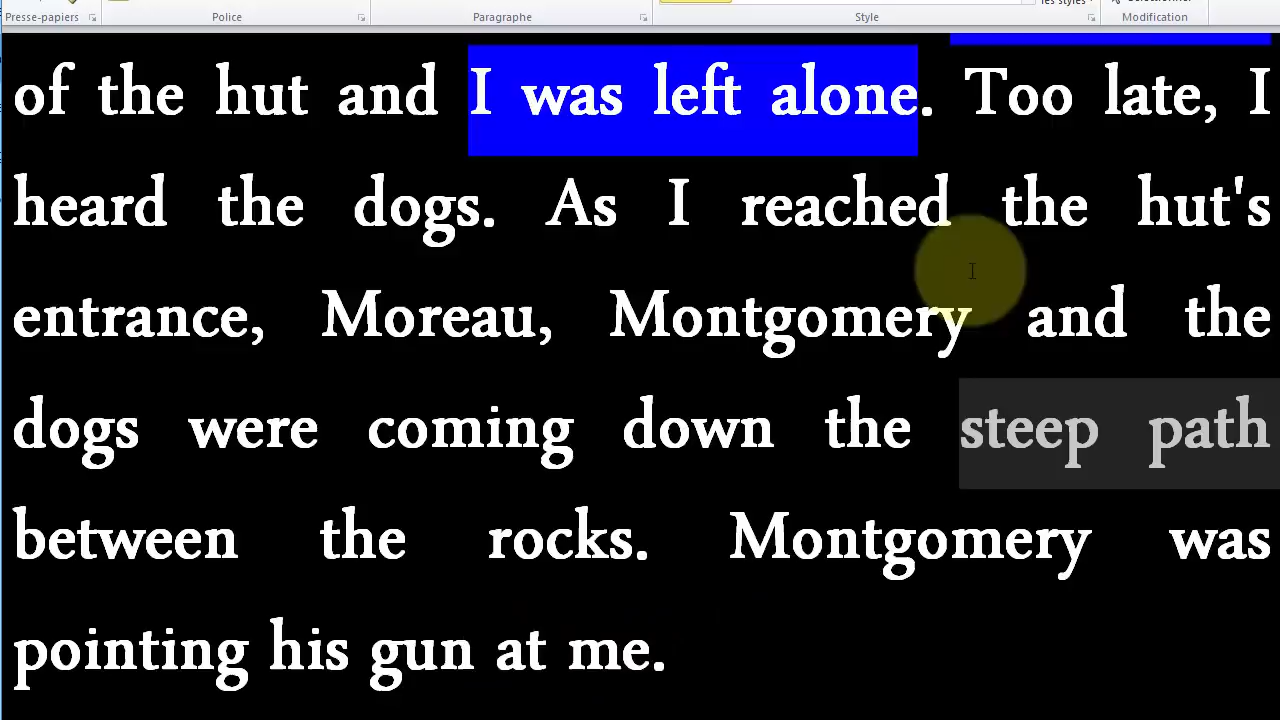 Presse-papiers Police Paragraphe Style Modification
of the hut and I was left alone. Too late, I
heard the dogs. As I reached the hut's
entrance, Moreau, Montgomery and the
dogs were coming down the steep path
between the rocks. Montgomery was
pointing his gun at me.